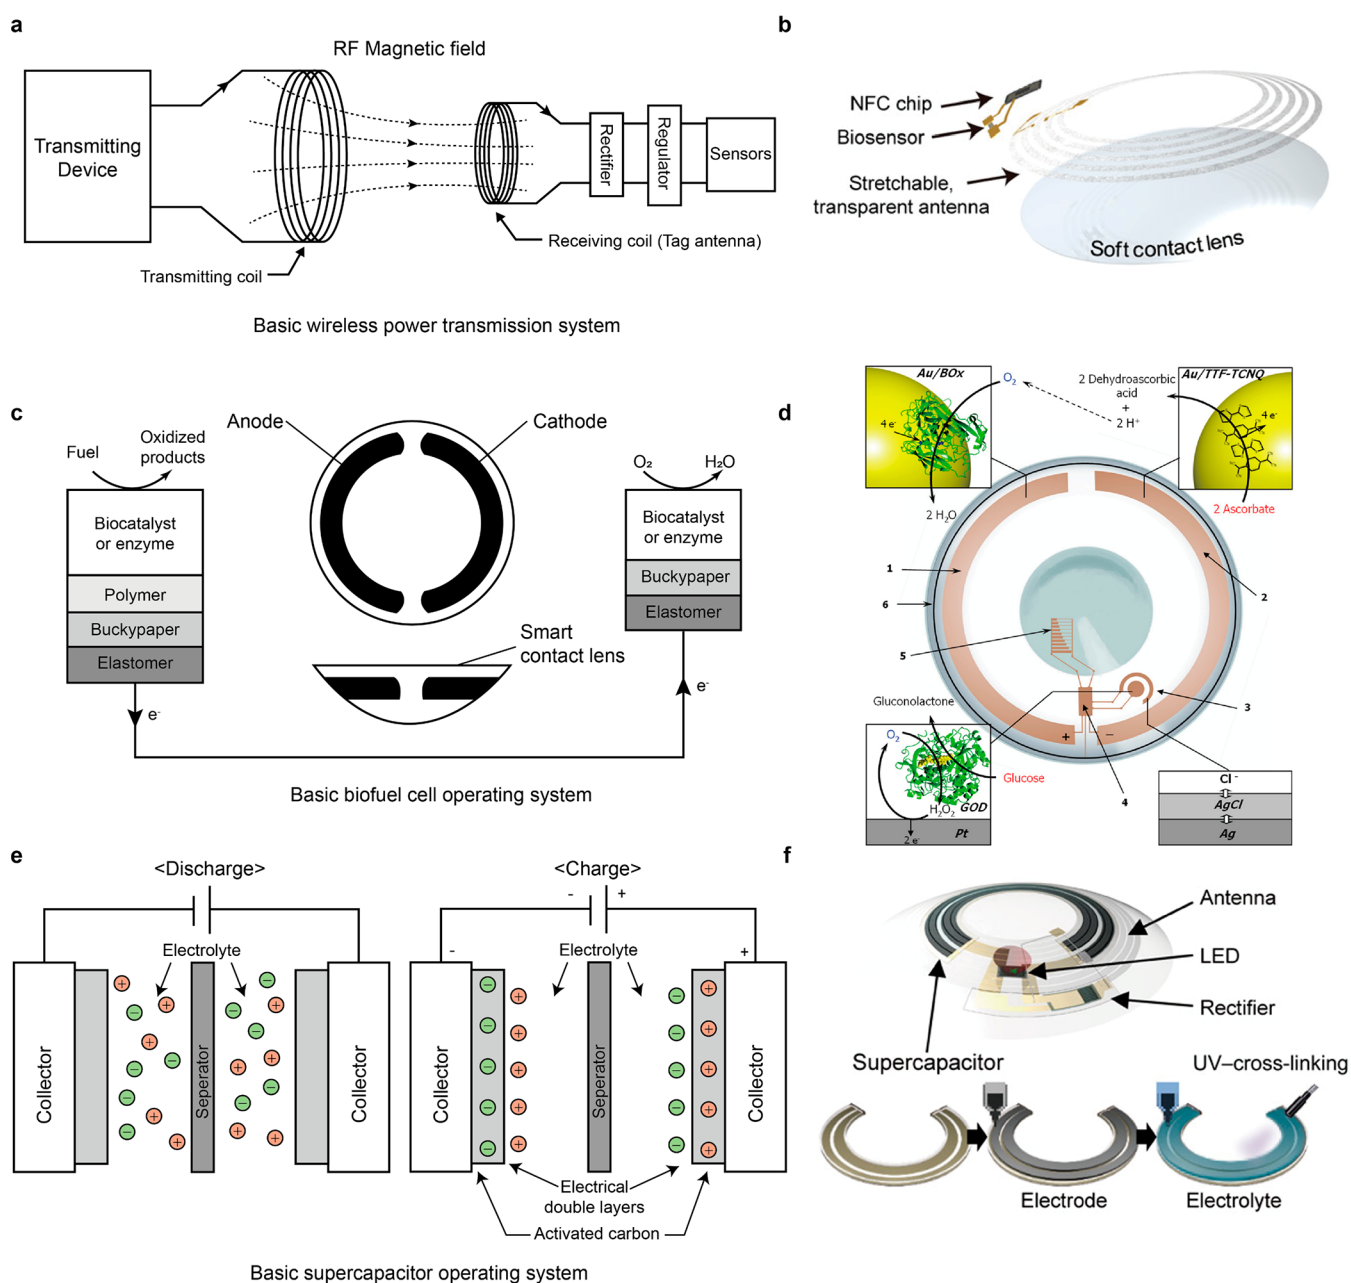 a
RF Magnetic field
Transmitting
Device
Rectifier
Regulator
Sensors
Receiving coil (Tag antenna)
Transmitting coil
Basic wireless power transmission system
b
NFC chip
Biosensor
Stretchable,
transparent antenna
Soft contact lens
c
Fuel
Oxidized
products
Biocatalyst
or enzyme
Polymer
Buckypaper
Elastomer
e-
Anode
Cathode
Smart
contact lens
O₂
H₂O
Biocatalyst
or enzyme
Buckypaper
Elastomer
e-
Basic biofuel cell operating system
d
Au/BOx
4 e-
O₂
2 H₂O
2 Dehydroascorbic
acid
+
2 H⁺
Au/TTF-TCNQ
4 e-
2 Ascorbate
1
6
2
5
3
4
+
−
Gluconolactone
O₂
Glucose
H₂O₂
GOD
2 e-
Pt
Cl -
AgCl
Ag
e
<Discharge>
Electrolyte
Collector
Seperator
Collector
<Charge>
-
+
-
+
Electrolyte
Collector
Seperator
Collector
Electrical
double layers
Activated carbon
Basic supercapacitor operating system
f
Antenna
LED
Rectifier
Supercapacitor
UV–cross-linking
Electrode
Electrolyte